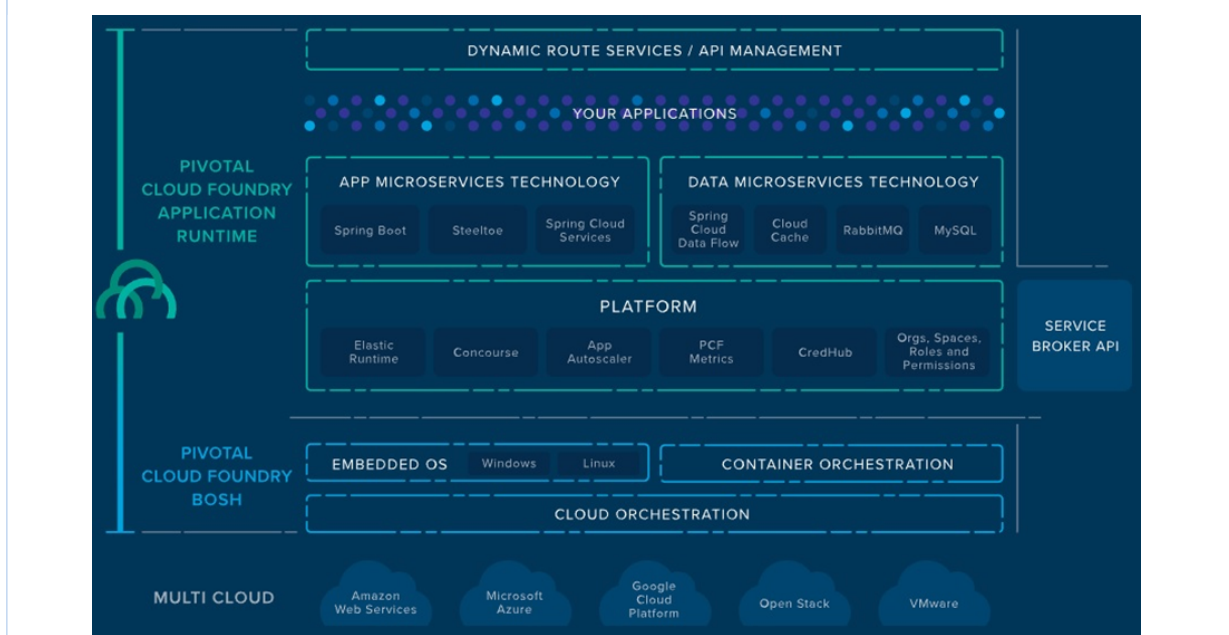 DYNAMIC ROUTE SERVICES / API MANAGEMENT
YOUR APPLICATIONS
PIVOTAL
CLOUD FOUNDRY
APPLICATION
RUNTIME
APP MICROSERVICES TECHNOLOGY
Spring Boot
Steeltoe
Spring Cloud
Services
DATA MICROSERVICES TECHNOLOGY
Spring
Cloud
Data Flow
Cloud
Cache
RabbitMQ
MySQL
PLATFORM
Elastic
Runtime
Concourse
App
Autoscaler
PCF
Metrics
CredHub
Orgs, Spaces,
Roles and
Permissions
SERVICE
BROKER API
PIVOTAL
CLOUD FOUNDRY
BOSH
EMBEDDED OS
Windows
Linux
CONTAINER ORCHESTRATION
CLOUD ORCHESTRATION
MULTI CLOUD
Amazon
Web Services
Microsoft
Azure
Google
Cloud
Platform
Open Stack
VMware